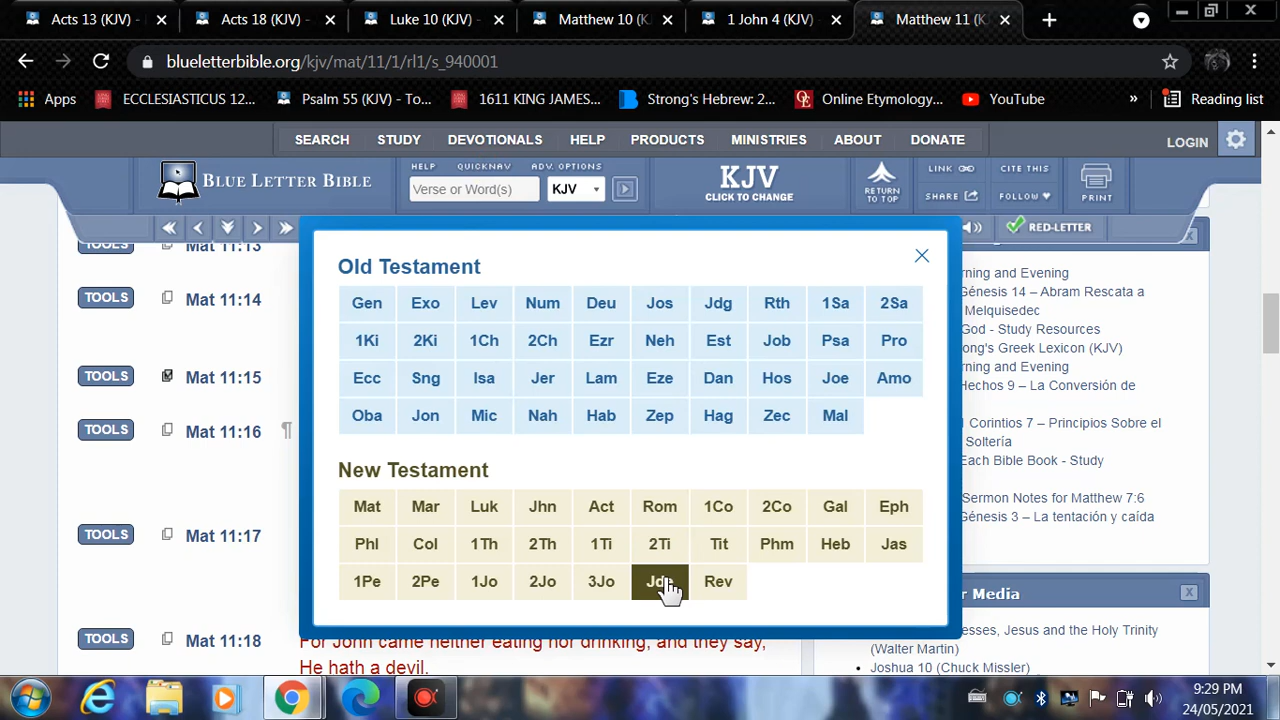 Acts 13 (KJV) -
Acts 18 (KJV) -
Luke 10 (KJV) -
Matthew 10 (KJV)
1 John 4 (KJV) -
Matthew 11 (K
blueletterbible.org/kjv/mat/11/1/rl1/s_940001
Apps
ECCLESIASTICUS 12...
Psalm 55 (KJV) - To...
1611 KING JAMES...
Strong's Hebrew: 2...
Online Etymology...
YouTube
»
Reading list
SEARCH STUDY DEVOTIONALS HELP PRODUCTS MINISTRIES ABOUT DONATE
LOGIN
BLUE LETTER BIBLE
HELP QUICKNAV ADV. OPTIONS
Verse or Word(s)
KJV
KJV
CLICK TO CHANGE
RETURN
TO TOP
LINK
CITE THIS
SHARE
FOLLOW
PRINT
RED-LETTER
TOOLS Mat 11:13
TOOLS Mat 11:14
TOOLS Mat 11:15
TOOLS Mat 11:16 ¶
TOOLS Mat 11:17
TOOLS Mat 11:18 For John came neither eating nor drinking, and they say,
He hath a devil.
Old Testament
Gen Exo Lev Num Deu Jos Jdg Rth 1Sa 2Sa
1Ki 2Ki 1Ch 2Ch Ezr Neh Est Job Psa Pro
Ecc Sng Isa Jer Lam Eze Dan Hos Joe Amo
Oba Jon Mic Nah Hab Zep Hag Zec Mal
New Testament
Mat Mar Luk Jhn Act Rom 1Co 2Co Gal Eph
Phl Col 1Th 2Th 1Ti 2Ti Tit Phm Heb Jas
1Pe 2Pe 1Jo 2Jo 3Jo Jde Rev
rning and Evening
Génesis 14 – Abram Rescata a
Melquisedec
God - Study Resources
ong's Greek Lexicon (KJV)
rning and Evening
Hechos 9 – La Conversión de
Corintios 7 – Principios Sobre el
Soltería
Each Bible Book - Study
Sermon Notes for Matthew 7:6
Génesis 3 – La tentación y caída
r Media
esses, Jesus and the Holy Trinity
(Walter Martin)
Joshua 10 (Chuck Missler)
9:29 PM
24/05/2021